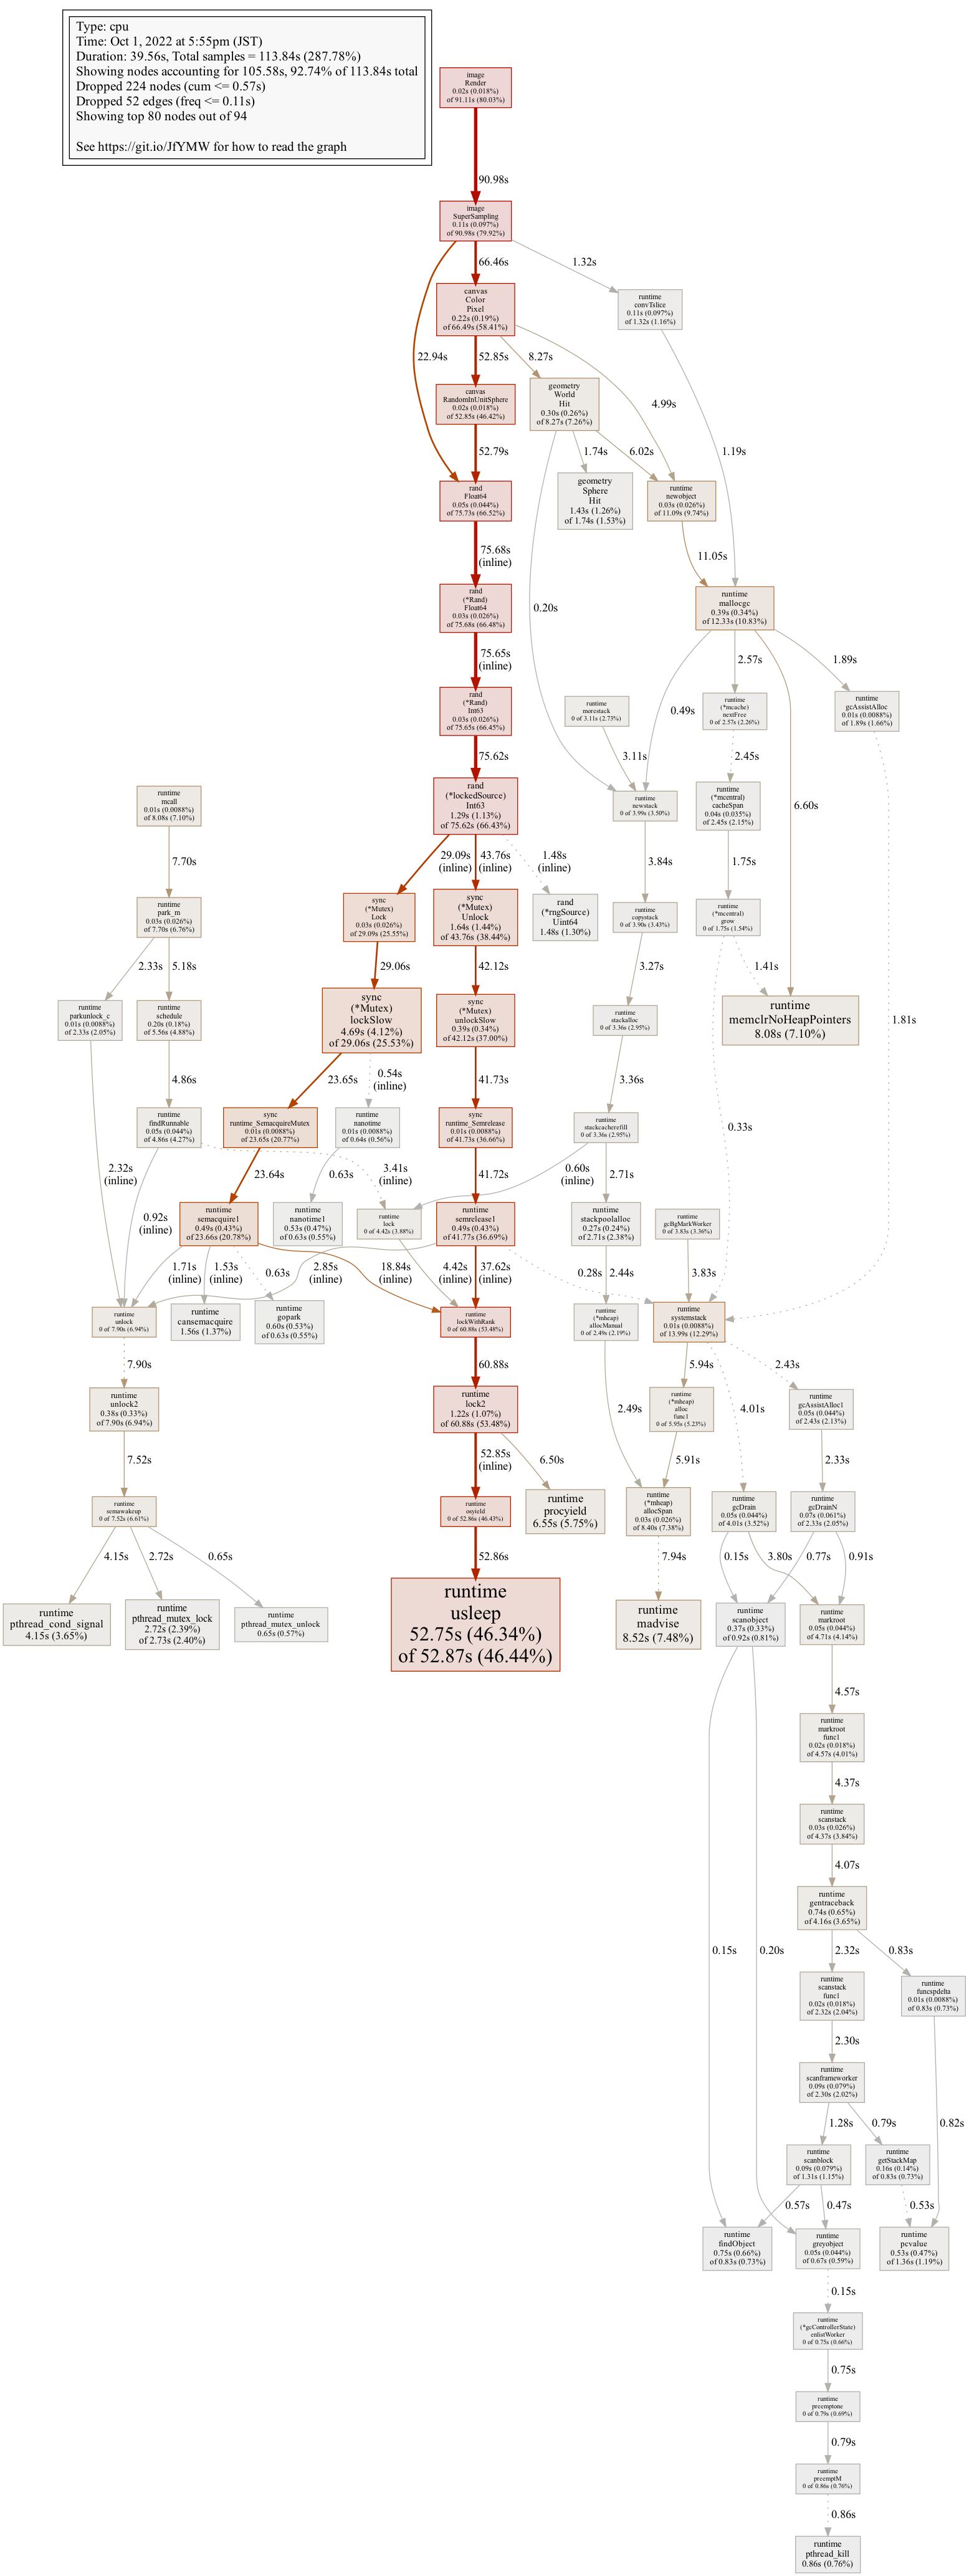 Type: cpu
Time: Oct 1, 2022 at 5:55pm (JST)
Duration: 39.56s, Total samples = 113.84s (287.78%)
Showing nodes accounting for 105.58s, 92.74% of 113.84s total
Dropped 224 nodes (cum <= 0.57s)
Dropped 52 edges (freq <= 0.11s)
Showing top 80 nodes out of 94
See https://git.io/JfYMW for how to read the graph
image
Render
0.02s (0.018%)
of 91.11s (80.03%)
90.98s
image
SuperSampling
0.11s (0.097%)
of 90.98s (79.92%)
66.46s
1.32s
22.94s
canvas
Color
Pixel
0.22s (0.19%)
of 66.49s (58.41%)
runtime
convTslice
0.11s (0.097%)
of 1.32s (1.16%)
52.85s
8.27s
4.99s
1.19s
canvas
RandomInUnitSphere
0.02s (0.018%)
of 52.85s (46.42%)
geometry
World
Hit
0.30s (0.26%)
of 8.27s (7.26%)
52.79s
1.74s
6.02s
0.20s
rand
Float64
0.05s (0.044%)
of 75.73s (66.52%)
geometry
Sphere
Hit
1.43s (1.26%)
of 1.74s (1.53%)
runtime
newobject
0.03s (0.026%)
of 11.09s (9.74%)
75.68s
(inline)
11.05s
rand
(*Rand)
Float64
0.03s (0.026%)
of 75.68s (66.48%)
runtime
mallocgc
0.39s (0.34%)
of 12.33s (10.83%)
75.65s
(inline)
0.49s
2.57s
6.60s
1.89s
rand
(*Rand)
Int63
0.03s (0.026%)
of 75.65s (66.45%)
runtime
morestack
0 of 3.11s (2.73%)
runtime
(*mcache)
nextFree
0 of 2.57s (2.26%)
runtime
gcAssistAlloc
0.01s (0.0088%)
of 1.89s (1.66%)
75.62s
3.11s
2.45s
1.81s
runtime
mcall
0.01s (0.0088%)
of 8.08s (7.10%)
rand
(*lockedSource)
Int63
1.29s (1.13%)
of 75.62s (66.43%)
runtime
newstack
0 of 3.99s (3.50%)
runtime
(*mcentral)
cacheSpan
0.04s (0.035%)
of 2.45s (2.15%)
7.70s
29.09s
(inline)
43.76s
(inline)
1.48s
(inline)
3.84s
1.75s
runtime
park_m
0.03s (0.026%)
of 7.70s (6.76%)
sync
(*Mutex)
Lock
0.03s (0.026%)
of 29.09s (25.55%)
sync
(*Mutex)
Unlock
1.64s (1.44%)
of 43.76s (38.44%)
rand
(*rngSource)
Uint64
1.48s (1.30%)
runtime
copystack
0 of 3.90s (3.43%)
runtime
(*mcentral)
grow
0 of 1.75s (1.54%)
2.33s
5.18s
29.06s
42.12s
3.27s
1.41s
0.33s
runtime
parkunlock_c
0.01s (0.0088%)
of 2.33s (2.05%)
runtime
schedule
0.20s (0.18%)
of 5.56s (4.88%)
sync
(*Mutex)
lockSlow
4.69s (4.12%)
of 29.06s (25.53%)
sync
(*Mutex)
unlockSlow
0.39s (0.34%)
of 42.12s (37.00%)
runtime
stackalloc
0 of 3.36s (2.95%)
runtime
memclrNoHeapPointers
8.08s (7.10%)
4.86s
23.65s
0.54s
(inline)
41.73s
3.36s
2.32s
(inline)
runtime
findRunnable
0.05s (0.044%)
of 4.86s (4.27%)
sync
runtime_SemacquireMutex
0.01s (0.0088%)
of 23.65s (20.77%)
runtime
nanotime
0.01s (0.0088%)
of 0.64s (0.56%)
sync
runtime_Semrelease
0.01s (0.0088%)
of 41.73s (36.66%)
runtime
stackcacherefill
0 of 3.36s (2.95%)
0.92s
(inline)
23.64s
0.63s
3.41s
(inline)
41.72s
0.60s
(inline)
2.71s
runtime
semacquire1
0.49s (0.43%)
of 23.66s (20.78%)
runtime
nanotime1
0.53s (0.47%)
of 0.63s (0.55%)
runtime
lock
0 of 4.42s (3.88%)
runtime
semrelease1
0.49s (0.43%)
of 41.77s (36.69%)
runtime
stackpoolalloc
0.27s (0.24%)
of 2.71s (2.38%)
runtime
gcBgMarkWorker
0 of 3.83s (3.36%)
1.71s
(inline)
1.53s
(inline)
0.63s
2.85s
(inline)
18.84s
(inline)
4.42s
(inline)
37.62s
(inline)
0.28s
2.44s
3.83s
runtime
unlock
0 of 7.90s (6.94%)
runtime
cansemacquire
1.56s (1.37%)
runtime
gopark
0.60s (0.53%)
of 0.63s (0.55%)
runtime
lockWithRank
0 of 60.88s (53.48%)
runtime
(*mheap)
allocManual
0 of 2.49s (2.19%)
runtime
systemstack
0.01s (0.0088%)
of 13.99s (12.29%)
7.90s
60.88s
2.49s
5.94s
4.01s
2.43s
runtime
unlock2
0.38s (0.33%)
of 7.90s (6.94%)
runtime
lock2
1.22s (1.07%)
of 60.88s (53.48%)
runtime
(*mheap)
alloc
func1
0 of 5.95s (5.23%)
runtime
gcAssistAlloc1
0.05s (0.044%)
of 2.43s (2.13%)
7.52s
52.85s
(inline)
6.50s
5.91s
2.33s
runtime
semawakeup
0 of 7.52s (6.61%)
runtime
osyield
0 of 52.86s (46.43%)
runtime
procyield
6.55s (5.75%)
runtime
(*mheap)
allocSpan
0.03s (0.026%)
of 8.40s (7.38%)
runtime
gcDrain
0.05s (0.044%)
of 4.01s (3.52%)
runtime
gcDrainN
0.07s (0.061%)
of 2.33s (2.05%)
4.15s
2.72s
0.65s
52.86s
7.94s
0.15s
3.80s
0.77s
0.91s
runtime
pthread_cond_signal
4.15s (3.65%)
runtime
pthread_mutex_lock
2.72s (2.39%)
of 2.73s (2.40%)
runtime
pthread_mutex_unlock
0.65s (0.57%)
runtime
usleep
52.75s (46.34%)
of 52.87s (46.44%)
runtime
madvise
8.52s (7.48%)
runtime
scanobject
0.37s (0.33%)
of 0.92s (0.81%)
runtime
markroot
0.05s (0.044%)
of 4.71s (4.14%)
4.57s
runtime
markroot
func1
0.02s (0.018%)
of 4.57s (4.01%)
4.37s
runtime
scanstack
0.03s (0.026%)
of 4.37s (3.84%)
4.07s
runtime
gentraceback
0.74s (0.65%)
of 4.16s (3.65%)
0.15s
0.20s
2.32s
0.83s
runtime
scanstack
func1
0.02s (0.018%)
of 2.32s (2.04%)
runtime
funcspdelta
0.01s (0.0088%)
of 0.83s (0.73%)
2.30s
runtime
scanframeworker
0.09s (0.079%)
of 2.30s (2.02%)
1.28s
0.79s
0.82s
runtime
scanblock
0.09s (0.079%)
of 1.31s (1.15%)
runtime
getStackMap
0.16s (0.14%)
of 0.83s (0.73%)
0.57s
0.47s
0.53s
runtime
findObject
0.75s (0.66%)
of 0.83s (0.73%)
runtime
greyobject
0.05s (0.044%)
of 0.67s (0.59%)
runtime
pcvalue
0.53s (0.47%)
of 1.36s (1.19%)
0.15s
runtime
(*gcControllerState)
enlistWorker
0 of 0.75s (0.66%)
0.75s
runtime
preemptone
0 of 0.79s (0.69%)
0.79s
runtime
preemptM
0 of 0.86s (0.76%)
0.86s
runtime
pthread_kill
0.86s (0.76%)